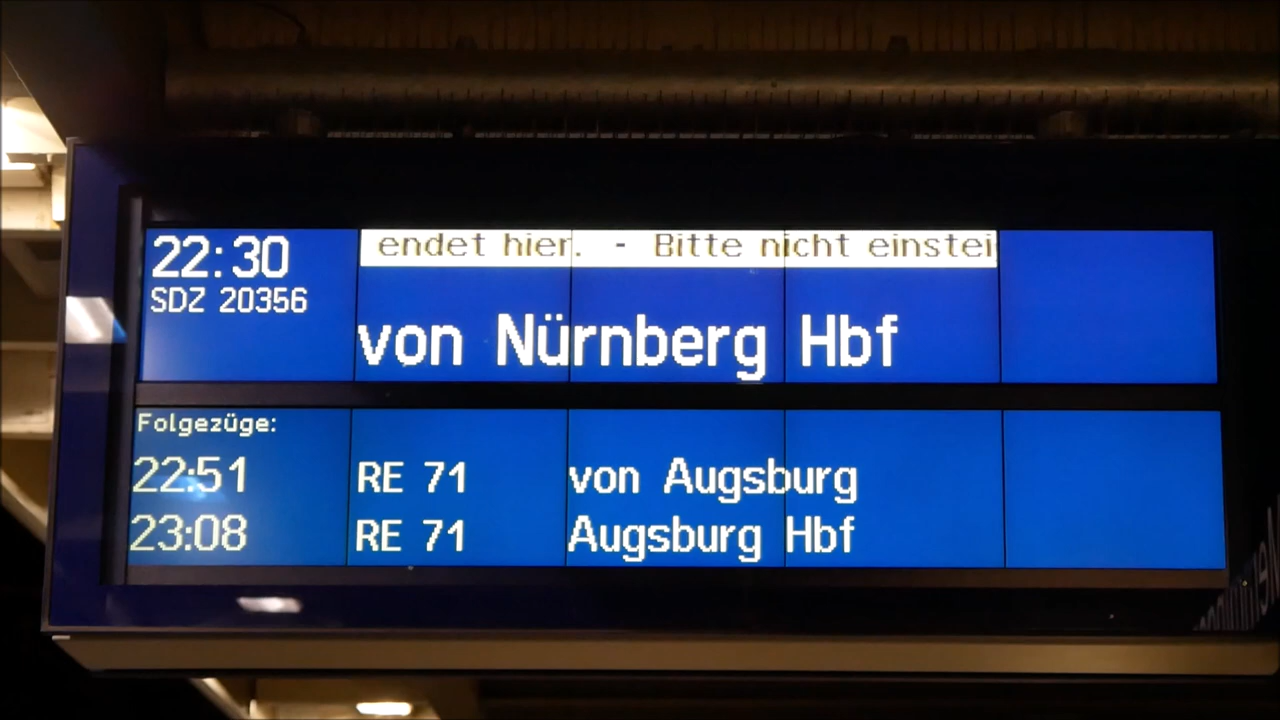 22:30
endet hier. - Bitte nicht einstei
SDZ 20356
von Nürnberg Hbf
Folgezüge:
22:51 RE 71 von Augsburg
23:08 RE 71 Augsburg Hbf